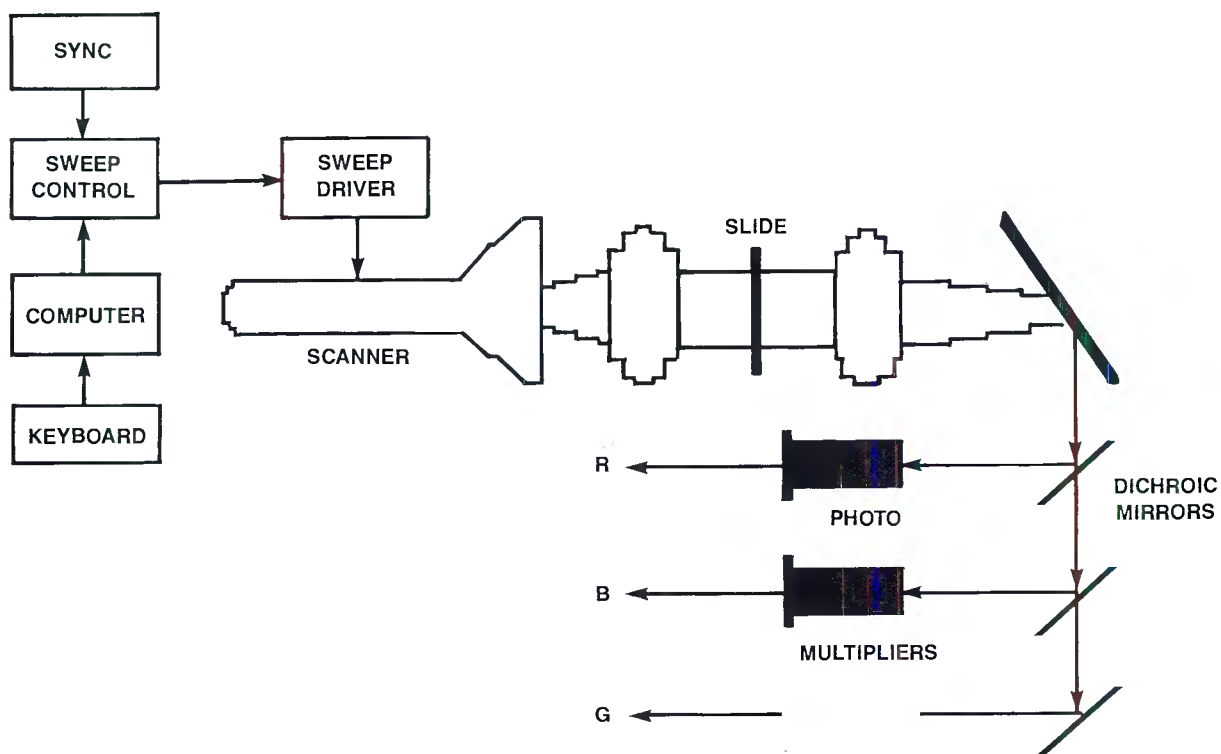 SYNC
SWEEP
CONTROL
SWEEP
DRIVER
COMPUTER
KEYBOARD
SCANNER
SLIDE
R
PHOTO
DICHROIC
MIRRORS
B
MULTIPLIERS
G